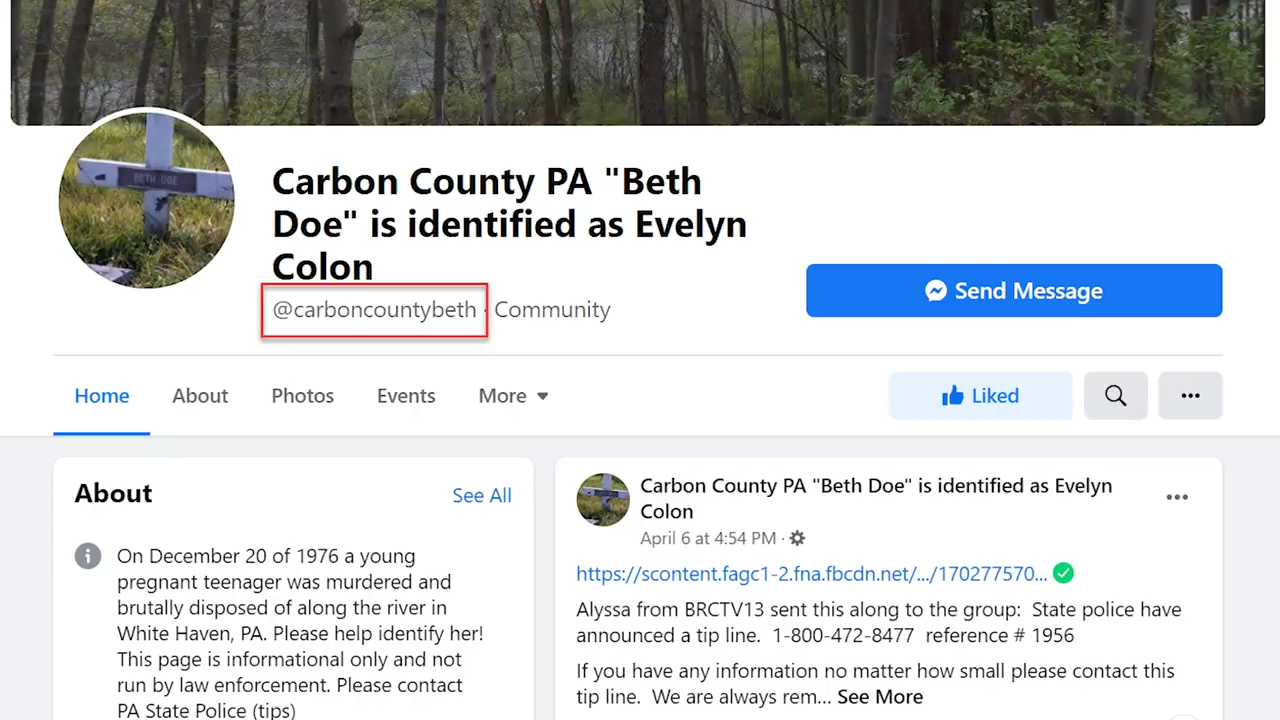 BETH DOE
Carbon County PA "Beth
Doe" is identified as Evelyn
Colon
@carboncountybeth · Community
Send Message
Home
About
Photos
Events
More
Liked
About
See All
On December 20 of 1976 a young
pregnant teenager was murdered and
brutally disposed of along the river in
White Haven, PA. Please help identify her!
This page is informational only and not
run by law enforcement. Please contact
PA State Police (tips)
Carbon County PA "Beth Doe" is identified as Evelyn
Colon
April 6 at 4:54 PM ·
https://scontent.fagc1-2.fna.fbcdn.net/.../170277570...
Alyssa from BRCTV13 sent this along to the group:  State police have
announced a tip line.  1-800-472-8477  reference # 1956
If you have any information no matter how small please contact this
tip line.  We are always rem... See More